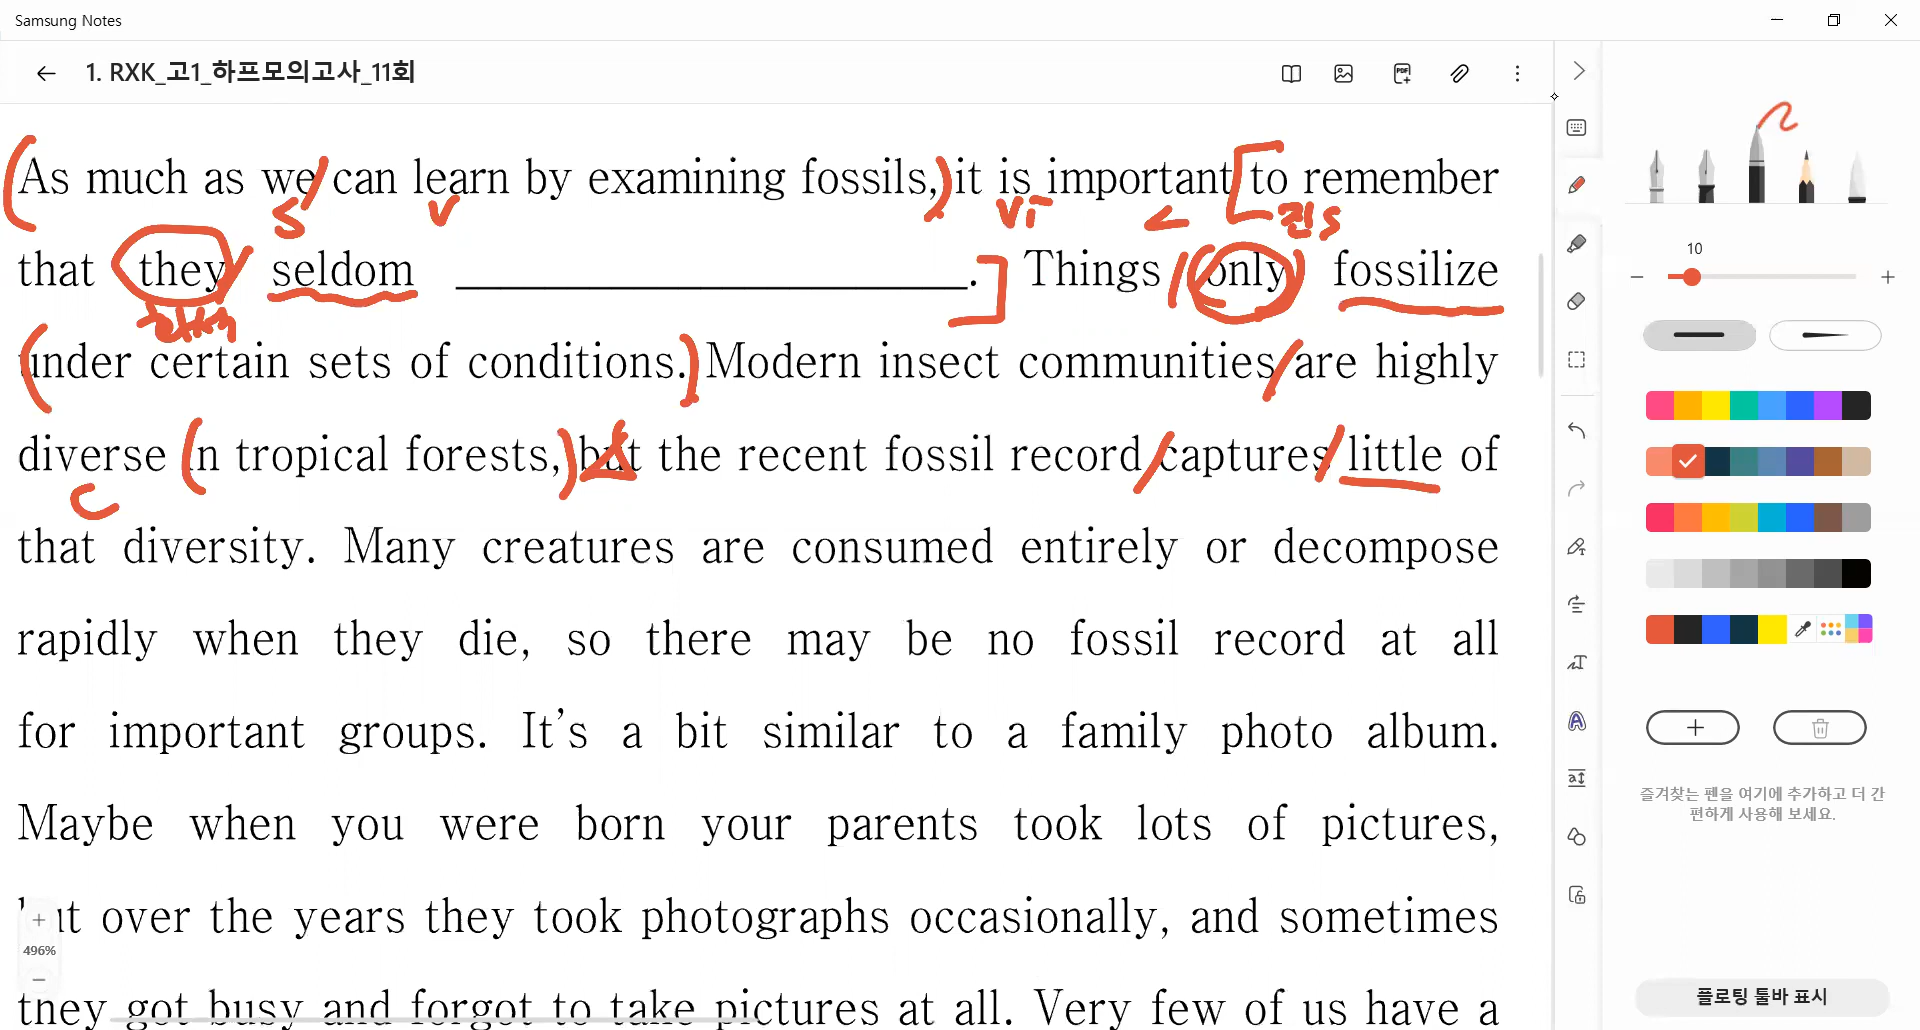 Samsung Notes
1. RXK_고1_하프모의고사_11회
PDF
As much as we can learn by examining fossils, it is important to remember
S V Vi C 진S
that they seldom ____________________. Things only fossilize
under certain sets of conditions. Modern insect communities are highly
diverse in tropical forests, but the recent fossil record captures little of
C
that diversity. Many creatures are consumed entirely or decompose
rapidly when they die, so there may be no fossil record at all
for important groups. It's a bit similar to a family photo album.
Maybe when you were born your parents took lots of pictures,
but over the years they took photographs occasionally, and sometimes
they got busy and forgot to take pictures at all. Very few of us have a
496%
10
즐겨찾는 펜을 여기에 추가하고 더 간
편하게 사용해 보세요.
플로팅 툴바 표시